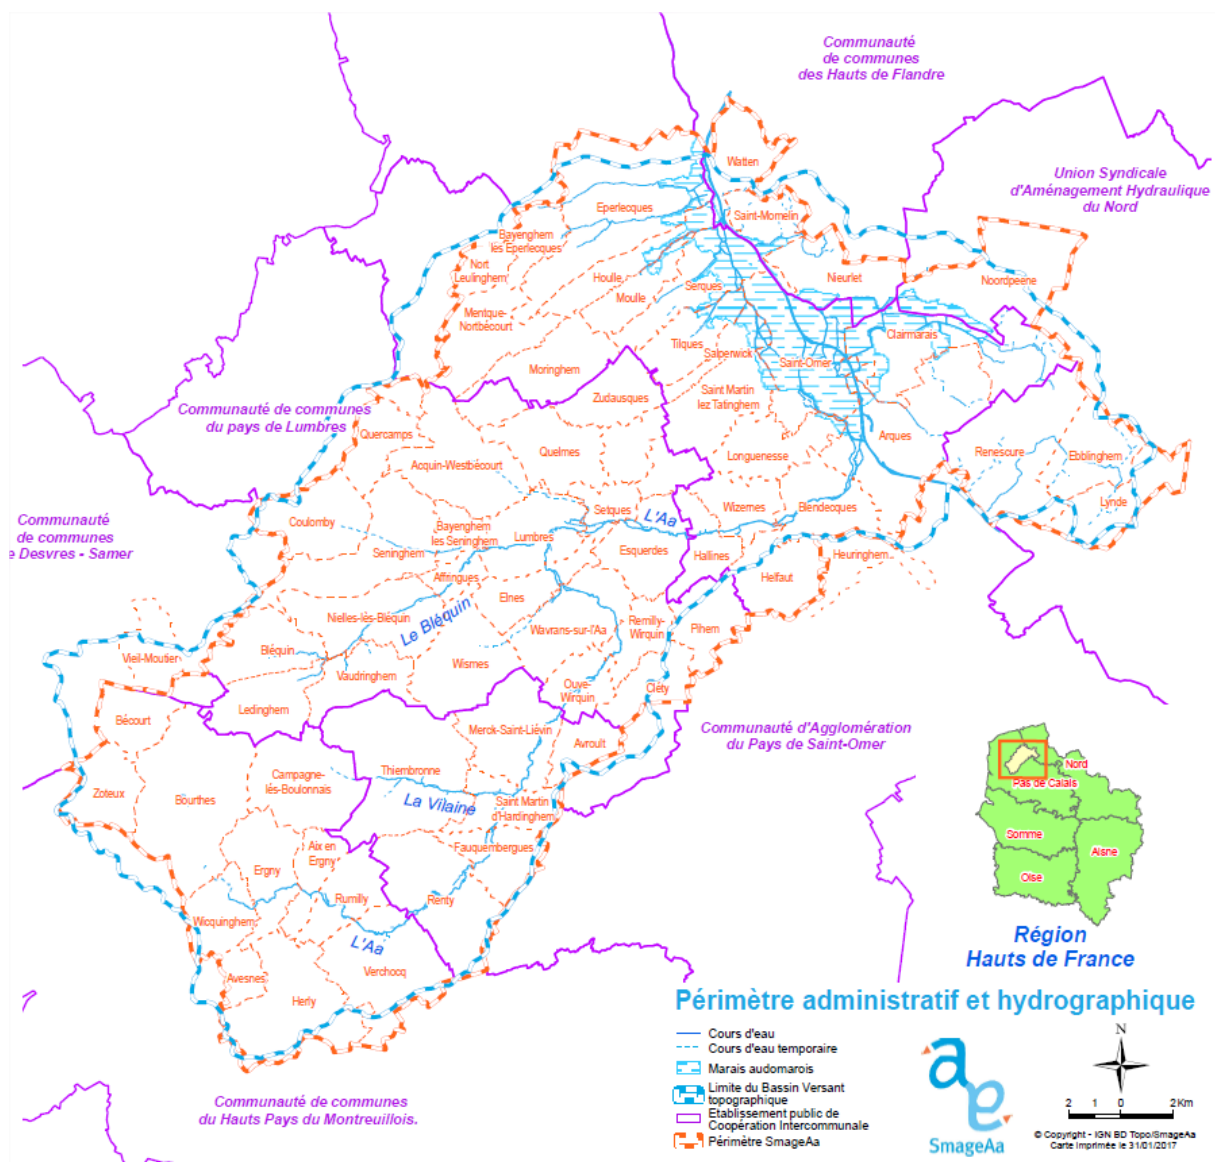 Communauté
de communes
des Hauts de Flandre
Union Syndicale
d'Aménagement Hydraulique
du Nord
Watten
Eperlecques
Saint-Momelin
Bayenghem
les Eperlecques
Nort
Leulinghem
Houlle
Moulle
Serques
Nieurlet
Noordpeene
Mentque-
Nortbécourt
Tilques
Salperwick
Saint-Omer
Clairmarais
Moringhem
Zudausques
Saint Martin
lez Tatinghem
Communauté de communes
du pays de Lumbres
Quercamps
Acquin-Westbécourt
Quelmes
Longuenesse
Arques
Renescure
Ebblinghem
Lynde
Communauté
de communes
e Desvres - Samer
Coulomby
Setques
L'Aa
Wizernes
Blendecques
Bayenghem
les Seninghem
Lumbres
Seninghem
Esquerdes
Hallines
Heuringhem
Helfaut
Affringues
Elnes
Nielles-lès-Bléquin
Le Bléquin
Wavrans-sur-l'Aa
Remilly-
Wirquin
Pihem
Vieil-Moutier
Bléquin
Vaudringhem
Wismes
Ouve-
Wirquin
Cléty
Ledinghem
Bécourt
Merck-Saint-Liévin
Avroult
Communauté d'Agglomération
du Pays de Saint-Omer
Thiembronne
Campagne-
lés-Boulonnais
Zoteux
Bourthes
La Vilaine
Saint Martin
d'Hardinghem
Fauquembergues
Aix en
Ergny
Ergny
Rumilly
Renty
Wicquinghem
L'Aa
Verchocq
Avesnes
Herly
Nord
Pas de Calais
Somme
Aisne
Oise
Région
Hauts de France
Communauté de communes
du Hauts Pays du Montreuillois.
Périmètre administratif et hydrographique
Cours d'eau
Cours d'eau temporaire
Marais audomarois
Limite du Bassin Versant
topographique
Etablissement public de
Coopération Intercommunale
Périmètre SmageAa
SmageAa
N
2 1 0 2 Km
© Copyright - IGN BD Topo/SmageAa
Carte imprimée le 31/01/2017